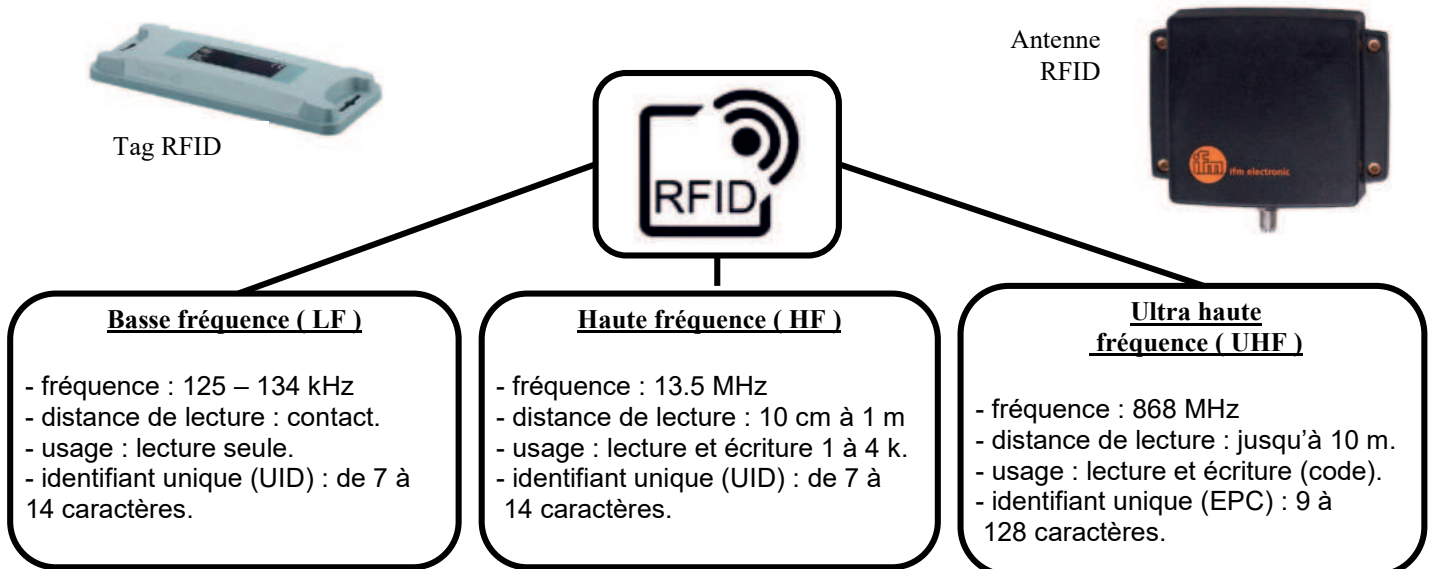 Tag RFID
Antenne
RFID
ifm
ifm electronic
RFID
Basse fréquence ( LF )
- fréquence : 125 – 134 kHz
- distance de lecture : contact.
- usage : lecture seule.
- identifiant unique (UID) : de 7 à
14 caractères.
Haute fréquence ( HF )
- fréquence : 13.5 MHz
- distance de lecture : 10 cm à 1 m
- usage : lecture et écriture 1 à 4 k.
- identifiant unique (UID) : de 7 à
14 caractères.
Ultra haute
fréquence ( UHF )
- fréquence : 868 MHz
- distance de lecture : jusqu’à 10 m.
- usage : lecture et écriture (code).
- identifiant unique (EPC) : 9 à
128 caractères.